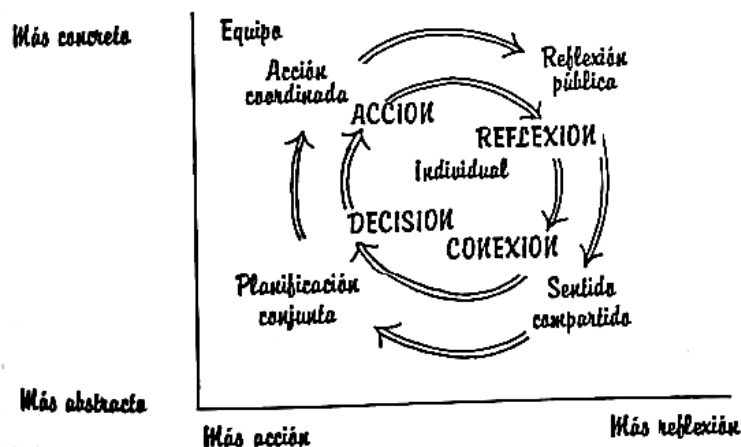 Más concreto
Equipo
Acción
coordinada
Reflexión
pública
ACCION
REFLEXION
Individual
DECISION
CONEXION
Planificación
conjunta
Sentido
compartido
Más abstracto
Más acción
Más reflexión